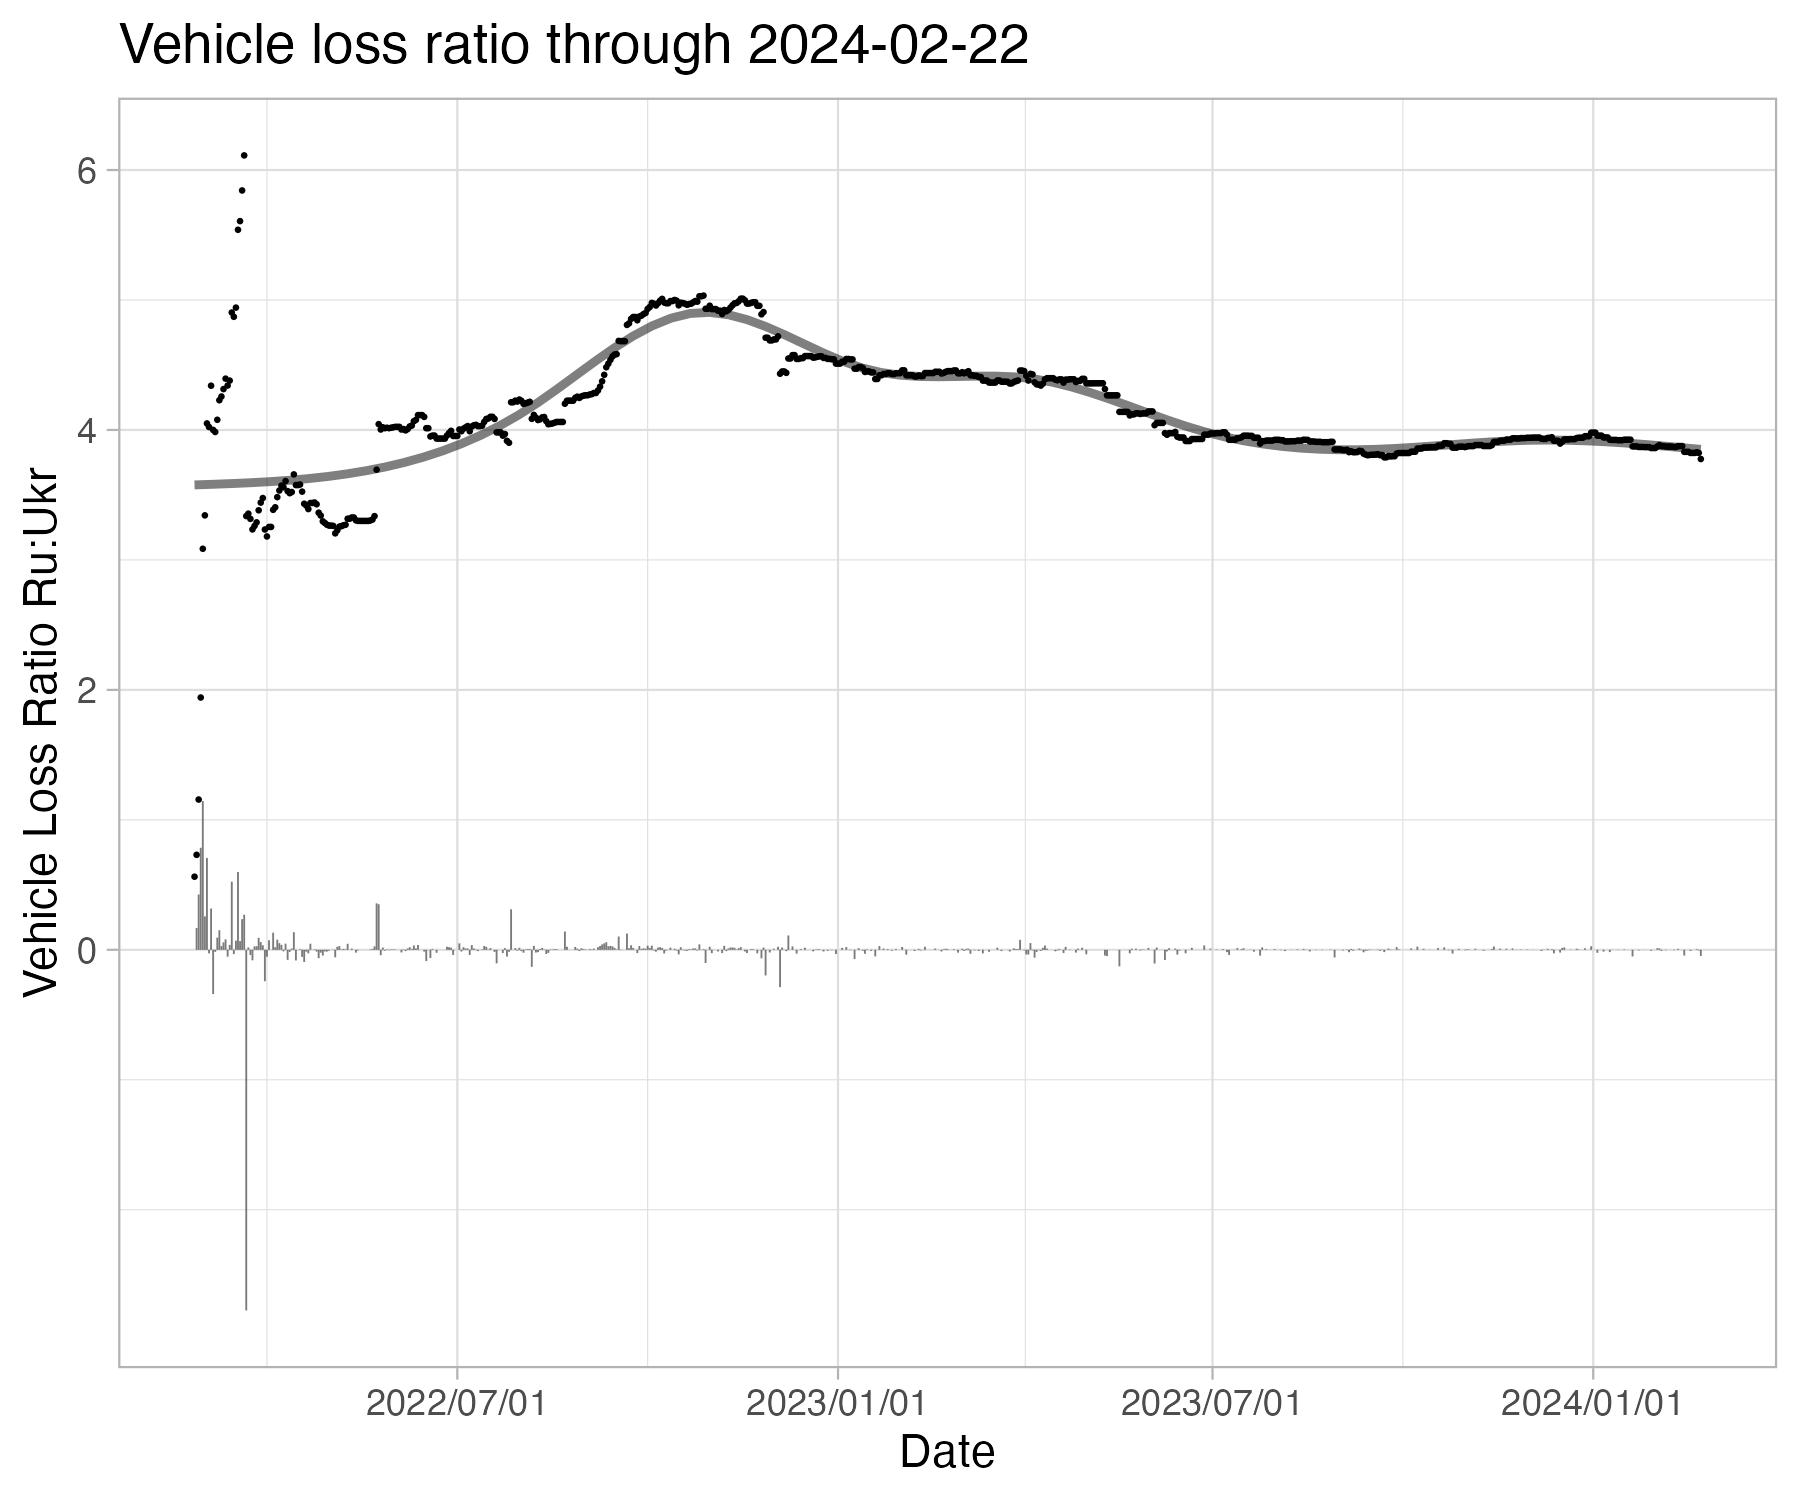 Vehicle loss ratio through 2024-02-22
Vehicle Loss Ratio Ru:Ukr
6
4
2
0
2022/07/01
2023/01/01
2023/07/01
2024/01/01
Date